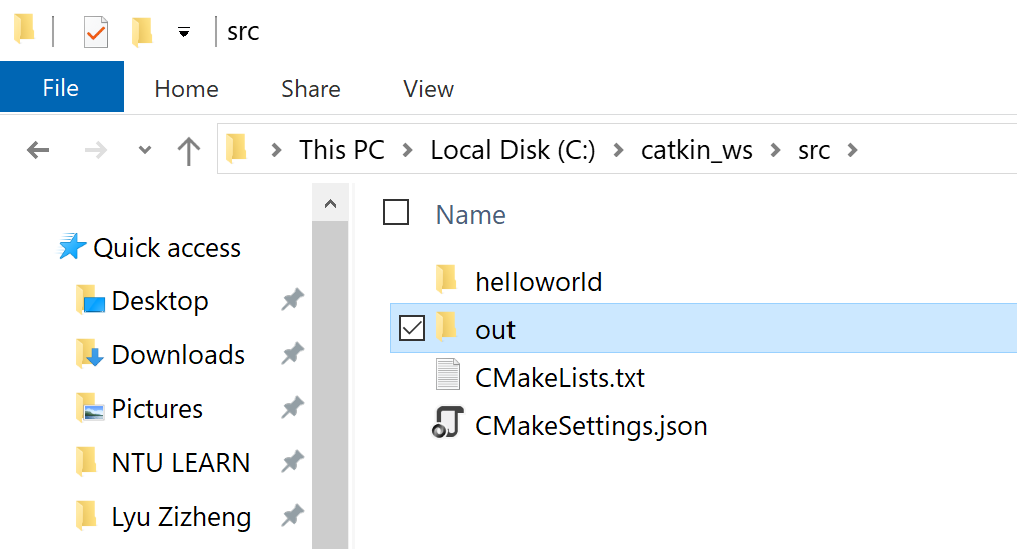 src
File Home Share View
This PC Local Disk (C:) catkin_ws src
Name
Quick access
Desktop
Downloads
Pictures
NTU LEARN
Lyu Zizheng
helloworld
out
CMakeLists.txt
CMakeSettings.json